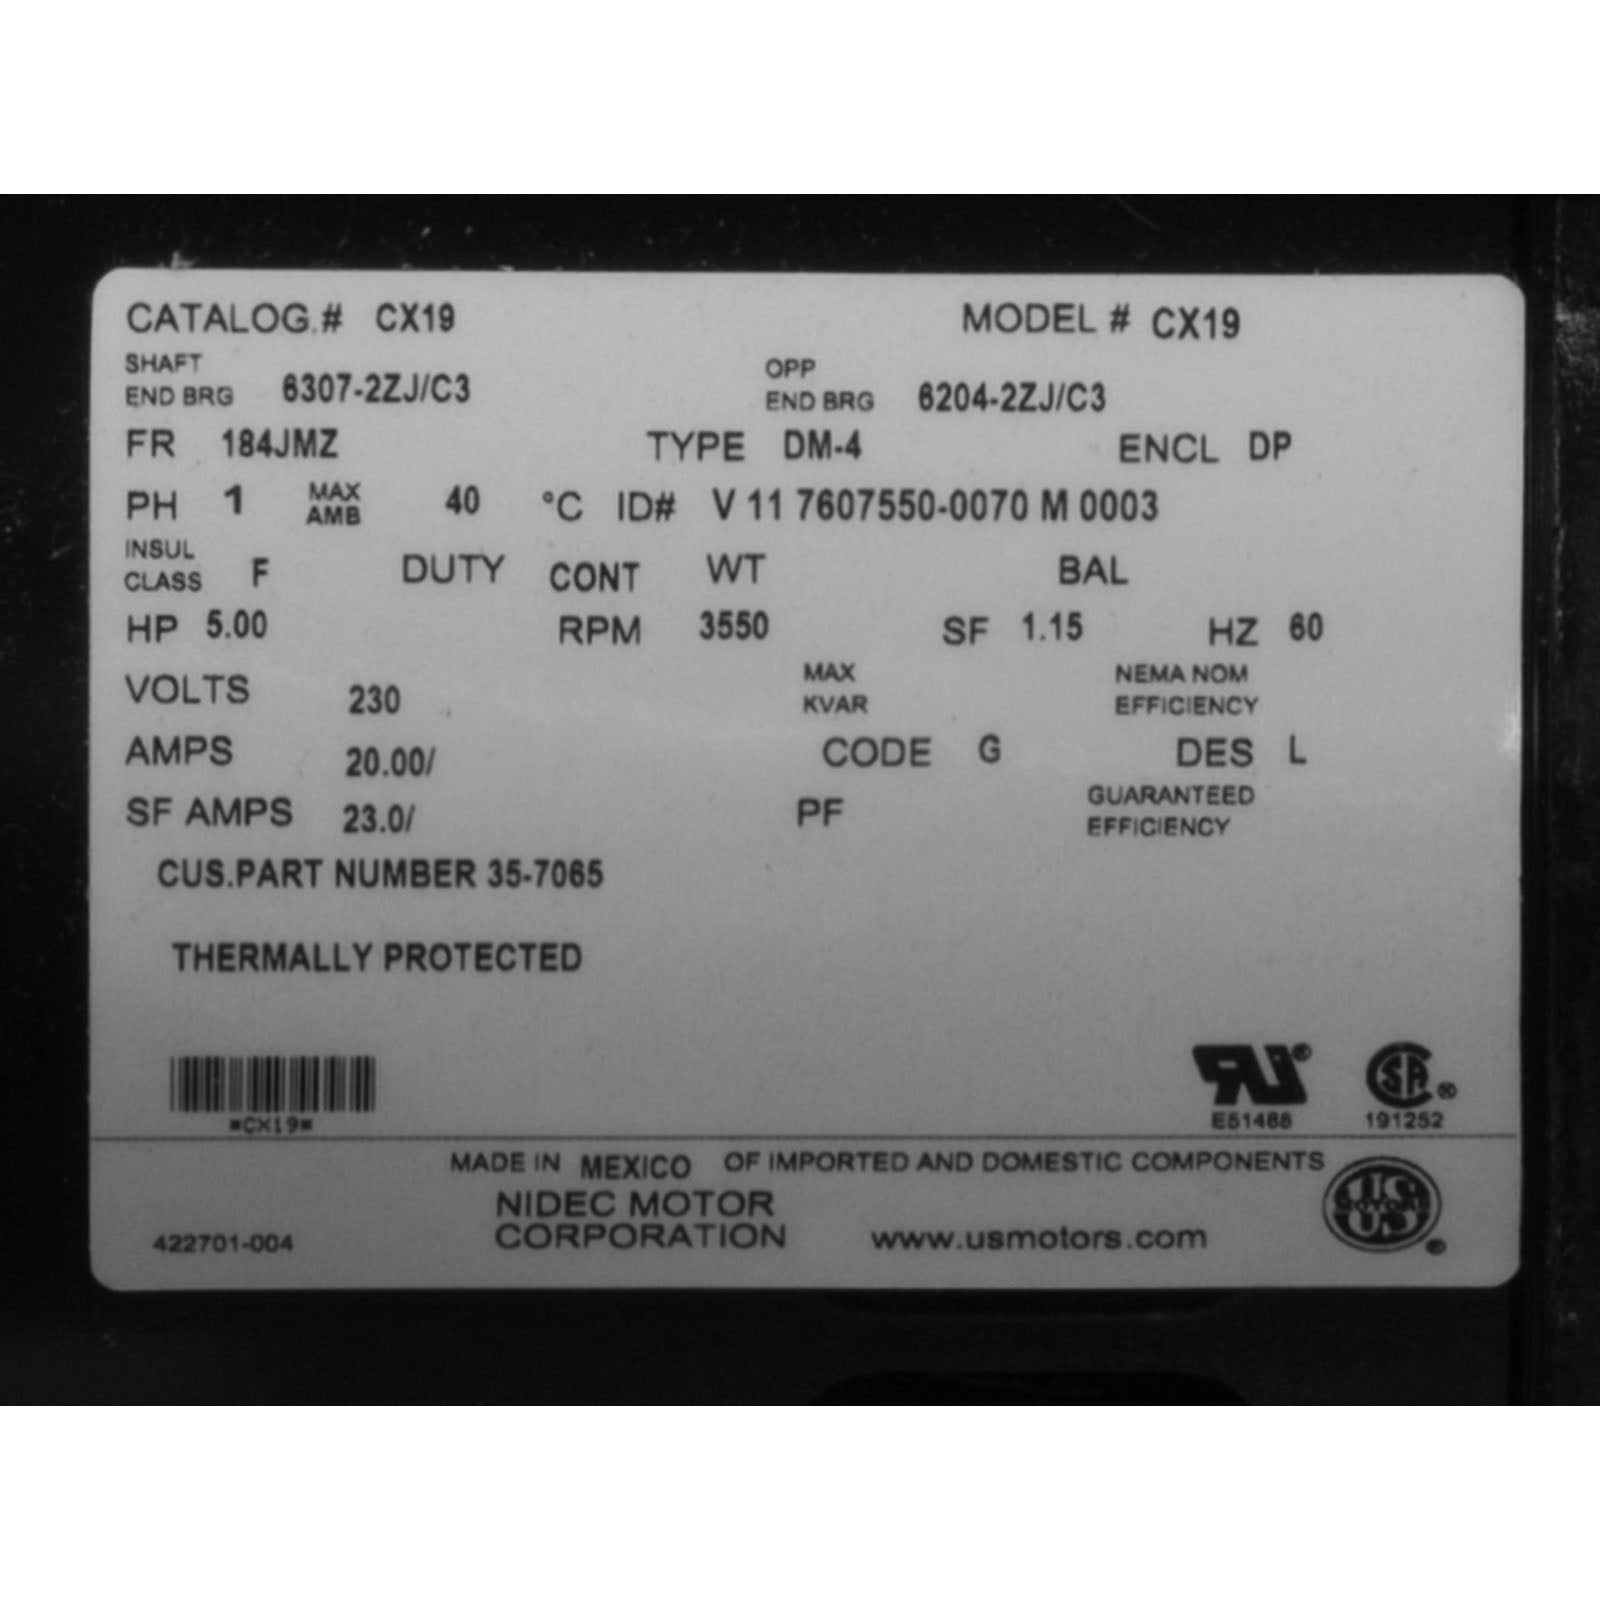 CATALOG.# CX19 MODEL # CX19
SHAFT OPP
END BRG 6307-2ZJ/C3 END BRG 6204-2ZJ/C3
FR 184JMZ TYPE DM-4 ENCL DP
PH 1 MAX AMB 40 °C ID# V 11 7607550-0070 M 0003
INSUL CLASS F DUTY CONT WT BAL
HP 5.00 RPM 3550 SF 1.15 HZ 60
VOLTS 230 MAX KVAR NEMA NOM EFFICIENCY
AMPS 20.00/ CODE G DES L
SF AMPS 23.0/ PF GUARANTEED EFFICIENCY
CUS.PART NUMBER 35-7065
THERMALLY PROTECTED
*CX19* E51488 CSA ® 191252
MADE IN MEXICO OF IMPORTED AND DOMESTIC COMPONENTS
NIDEC MOTOR
CORPORATION
422701-004 www.usmotors.com
US MOTORS US ®